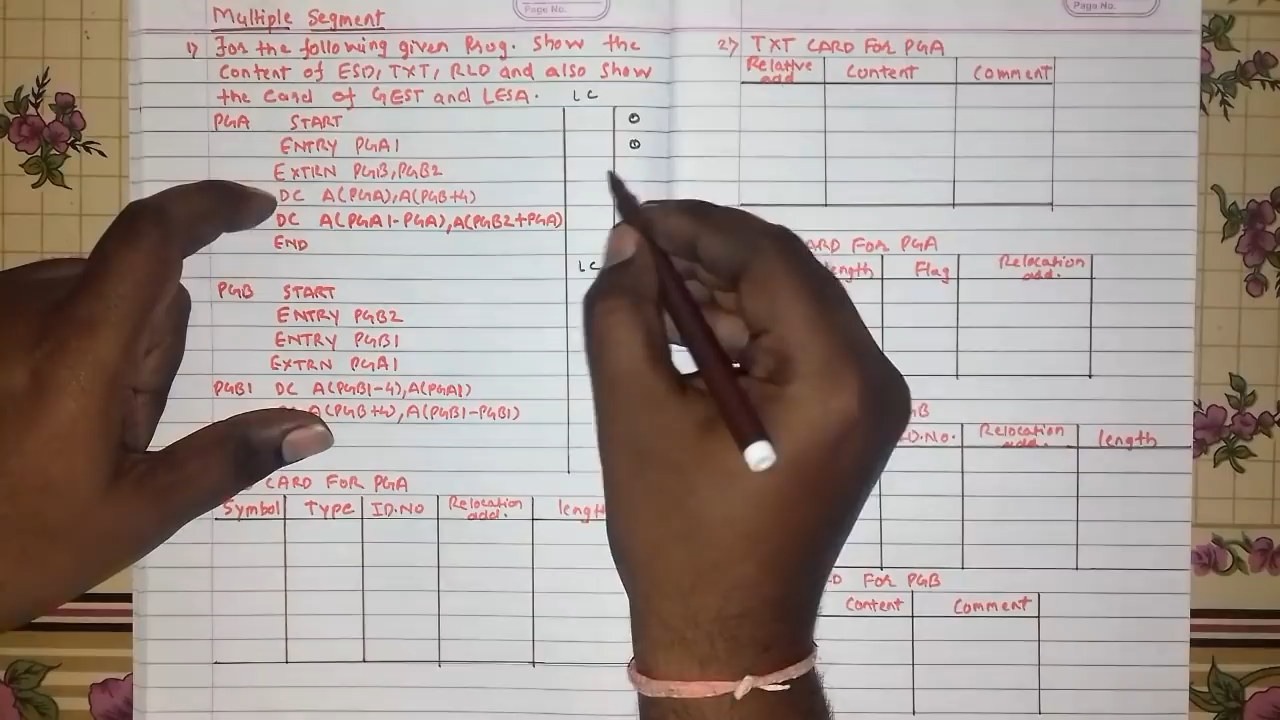 Page No.
Page No.
Multiple Segment
1) For the following given Prog. Show the
Content of ESD, TXT, RLD and also Show
the Card of GEST and LESA.
LC
PGA START
ENTRY PGA1
EXTRN PGB, PGB2
DC A(PGA), A(PGB+4)
DC A(PGA1-PGA), A(PGB2+PGA)
END
0
0
LC
PGB START
ENTRY PGB2
ENTRY PGB1
EXTRN PGA1
PGB1 DC A(PGB1-4), A(PGA1)
A(PGB+4), A(PGB1-PGB1)
CARD FOR PGA
Symbol Type ID.NO Relocation add. length
2) TXT CARD FOR PGA
Relative add Content Comment
ARD FOR PGA
length Flag Relocation add.
B
ID.No. Relocation add. length
D FOR PGB
Content Comment